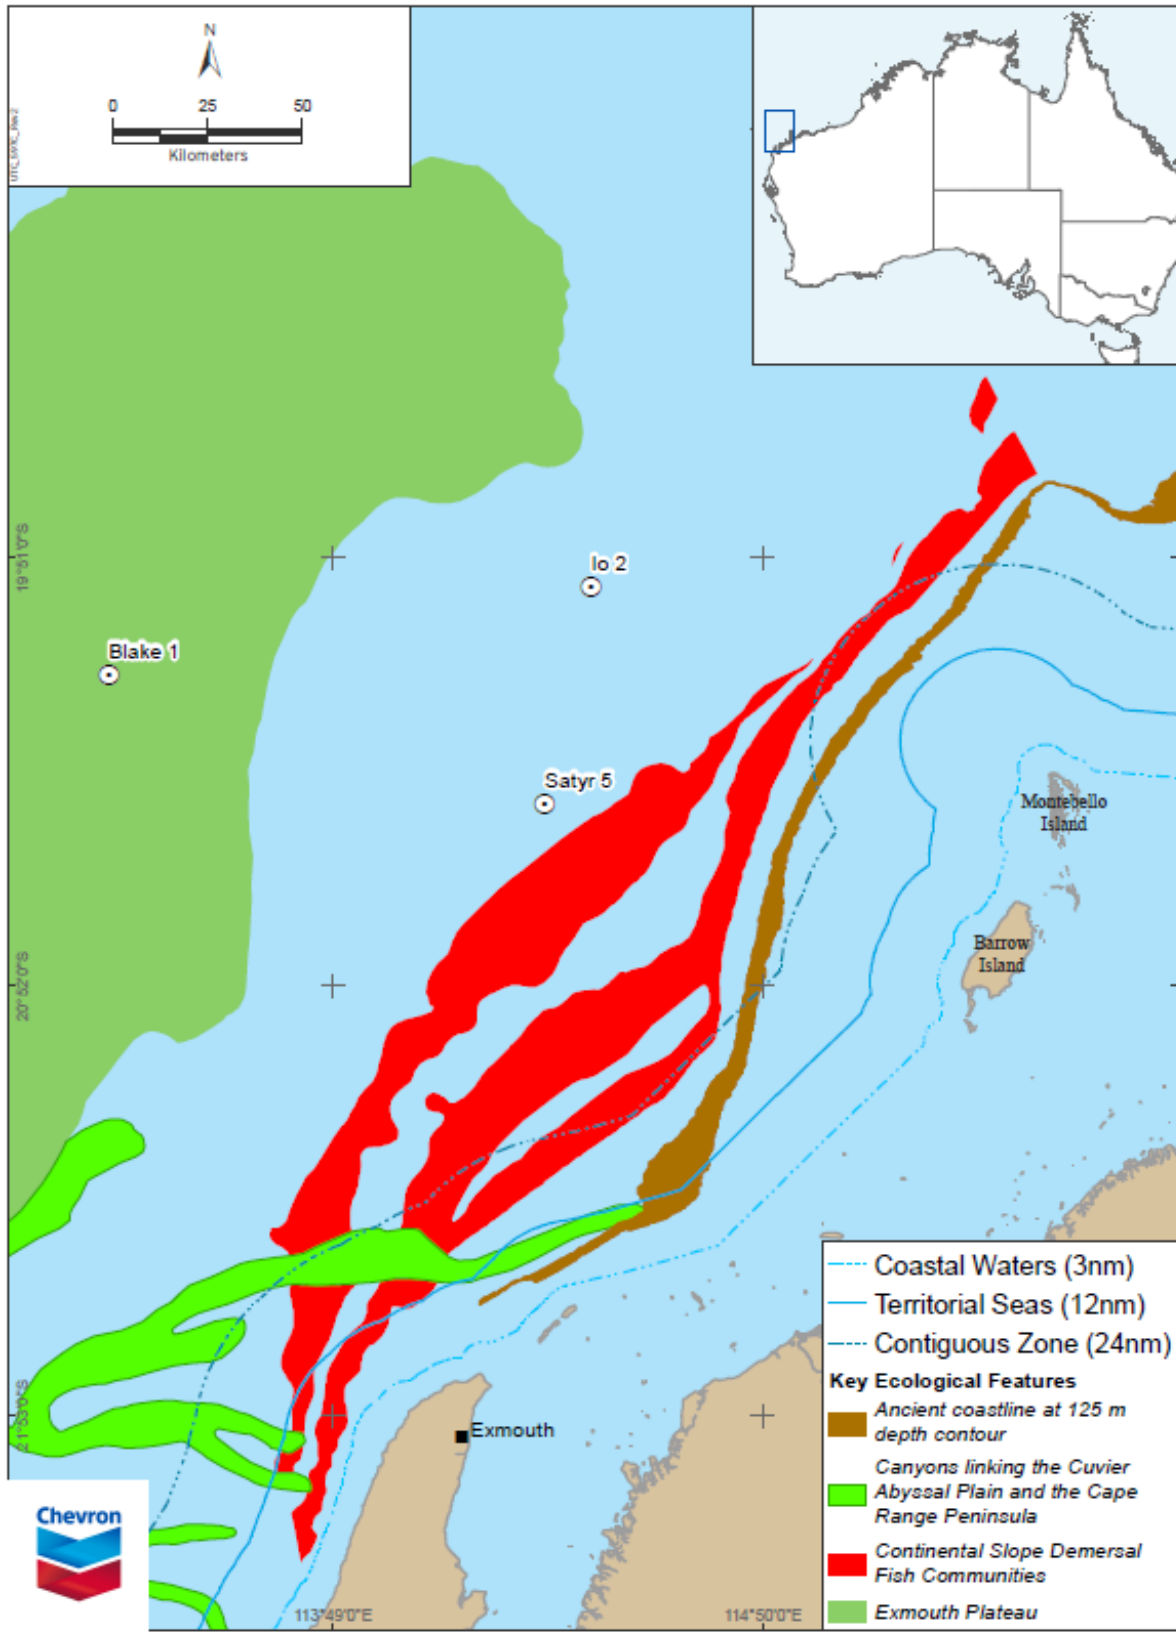 N
0 25 50
Kilometers
Io 2
Blake 1
Satyr 5
Montebello
Island
Barrow
Island
Exmouth
19°51'0"S
20°52'0"S
21°53'0"S
113°49'0"E
114°50'0"E
Chevron
Coastal Waters (3nm)
Territorial Seas (12nm)
Contiguous Zone (24nm)
Key Ecological Features
Ancient coastline at 125 m
depth contour
Canyons linking the Cuvier
Abyssal Plain and the Cape
Range Peninsula
Continental Slope Demersal
Fish Communities
Exmouth Plateau